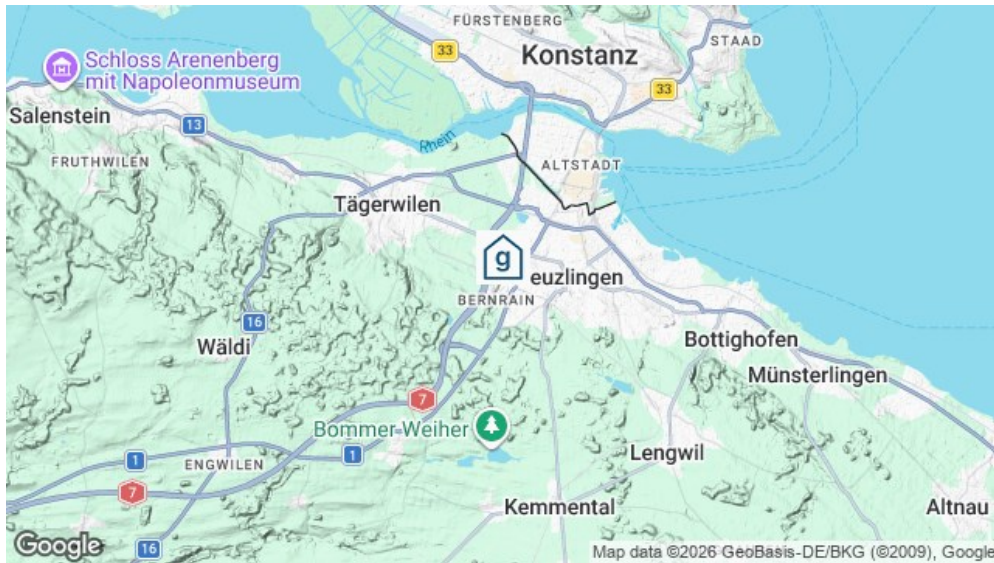 FÜRSTENBERG
STAAD
Konstanz
33
33
Schloss Arenenberg
mit Napoleonmuseum
Salenstein
13
Rhein
FRUTHWILEN
ALTSTADT
Tägerwilen
g
euzlingen
BERNRAIN
16
Wäldi
Bottighofen
Münsterlingen
7
Bommer Weiher
1
1
ENGWILEN
Lengwil
7
Kemmental
Altnau
16
Google
Map data ©2026 GeoBasis-DE/BKG (©2009), Google